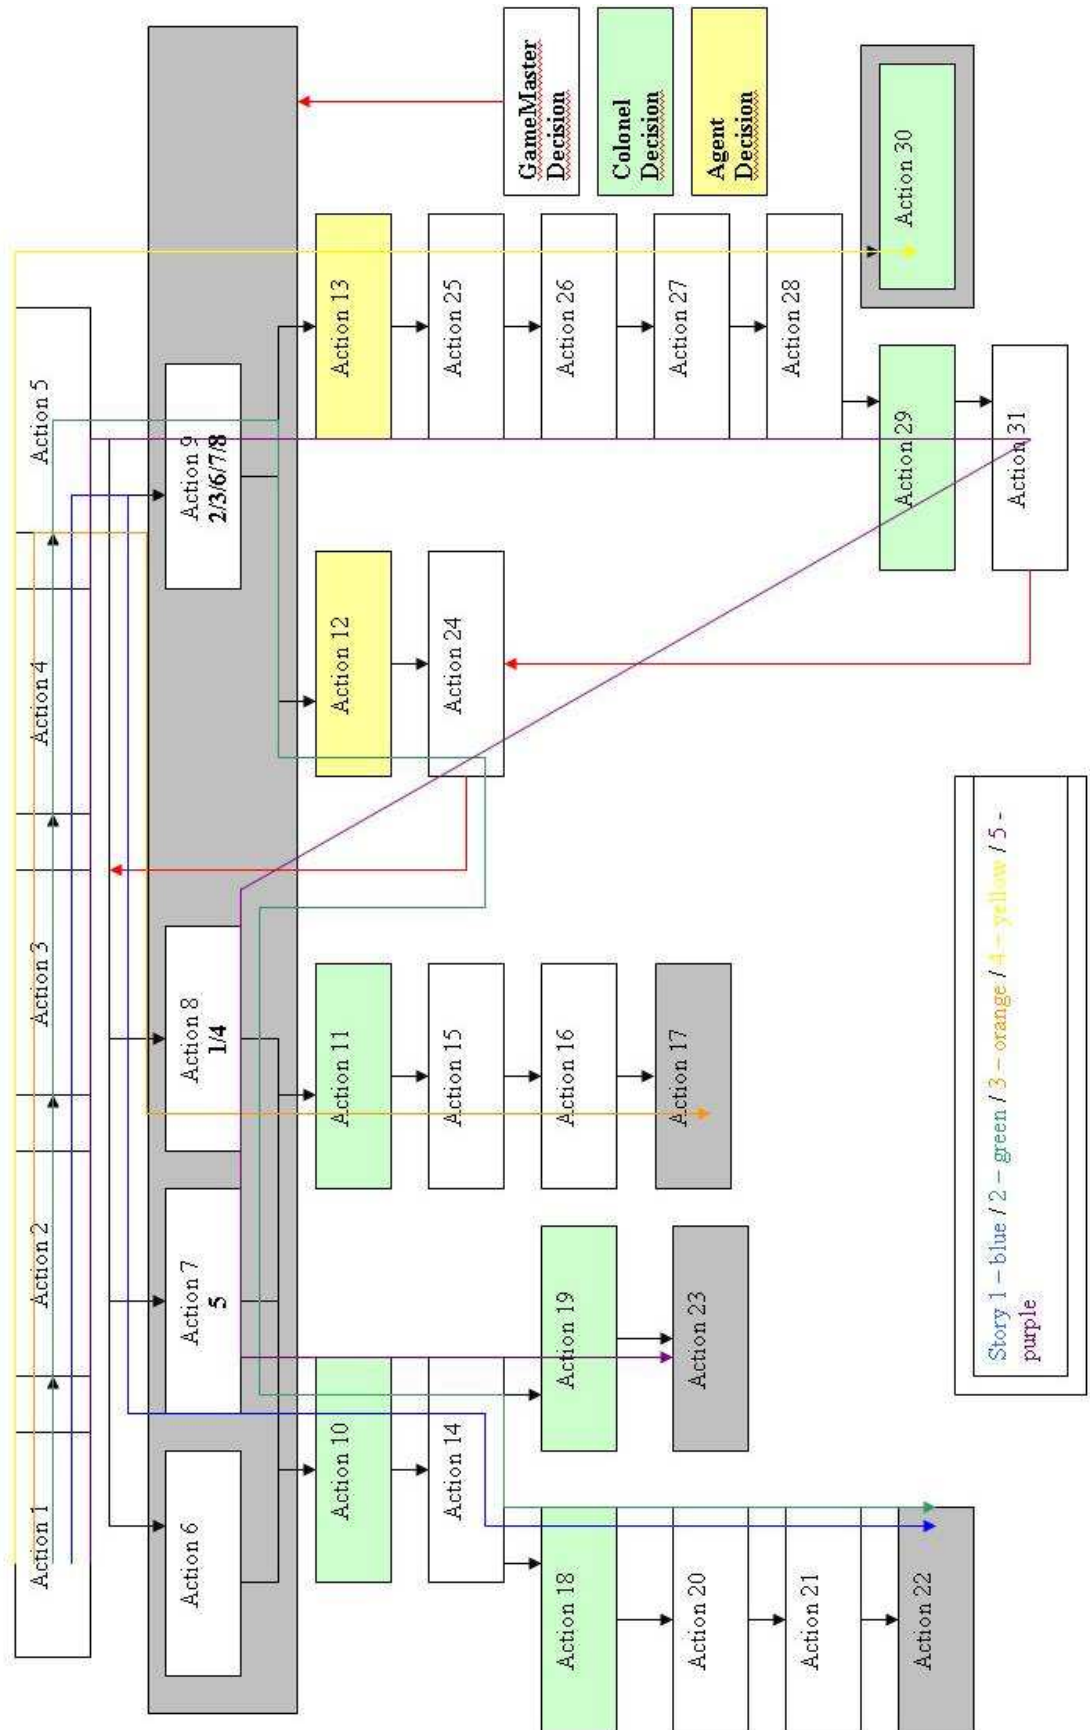 Action 1
Action 2
Action 3
Action 4
Action 5
Action 6
Action 7
5
Action 8
1/4
Action 9
2/3/6/7/8
Action 10
Action 11
Action 12
Action 13
Action 14
Action 15
Action 24
Action 25
Action 18
Action 19
Action 16
Action 26
Action 20
Action 23
Action 17
Action 27
Action 21
Action 28
Action 22
Action 29
Action 30
Action 31
GameMaster
Decision
Colonel
Decision
Agent
Decision
Story 1 – blue / 2 – green / 3 – orange / 4 – yellow / 5 -
purple